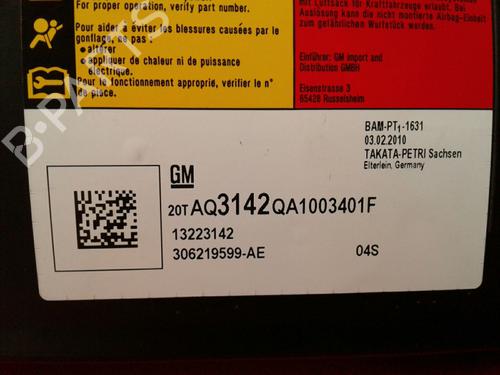 For proper operation, verify part number.
Pour aider à éviter les blessures causées par le
gonflage, ne pas:
• altérer
• appliquer de chaleur ni de puissance
électrique.
Pour le fonctionnement approprié, vérifier le n°
de pièce.
mit Luftsack für Kraftfahrzeuge erlaubt. Bei
Auslösung kann die nicht montierte Airbag-Einheit
zum gefährlichen Wurfstück werden.
Einführer: GM import and
Distribution GMBH
Eisenstrasse 3
65428 Russelsheim
B-PARTS
BAM-PT1-1631
03.02.2010
TAKATA-PETRI Sachsen
Elterlein, Germany
GM
20TAQ3142QA1003401F
13223142
306219599-AE
04S